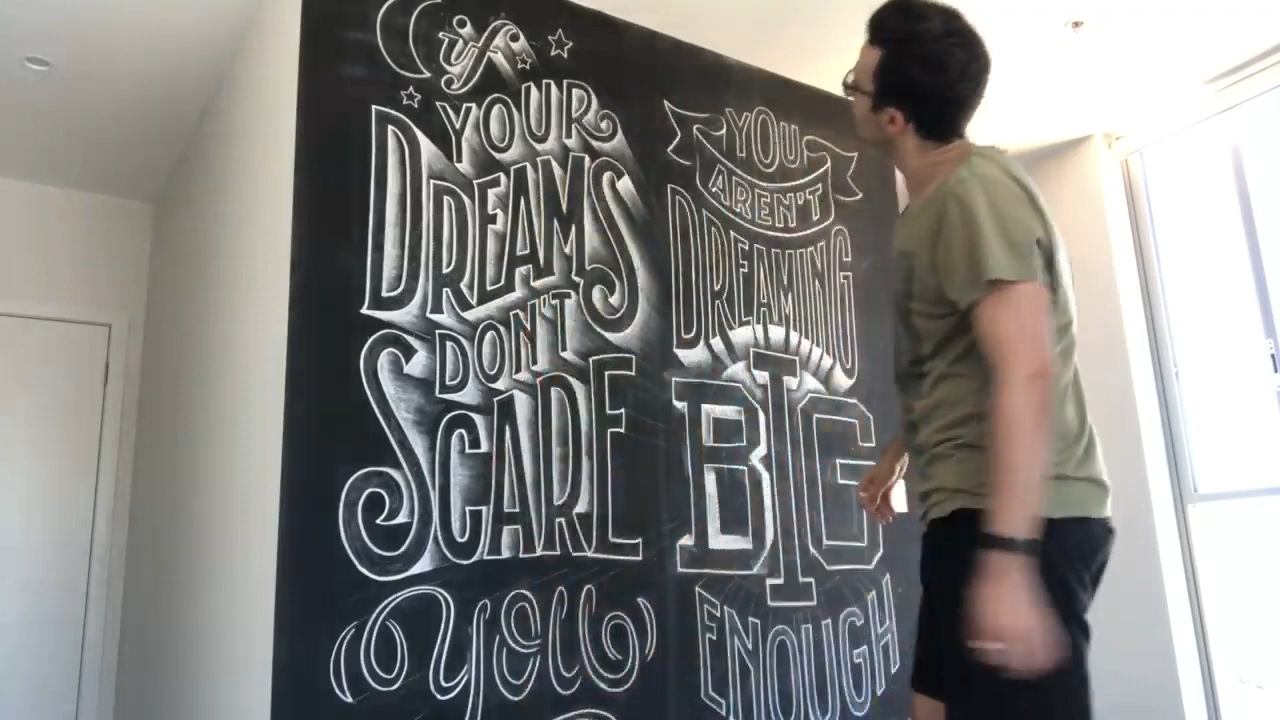 if
YOUR
DREAMS
DON'T
SCARE
you
YOU
AREN'T
DREAMING
BIG
ENOUGH